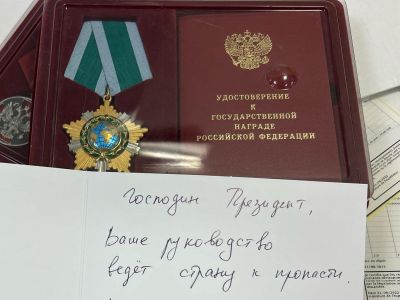 УДОСТОВЕРЕНИЕ
К
ГОСУДАРСТВЕННОЙ
НАГРАДЕ
РОССИЙСКОЙ ФЕДЕРАЦИИ
Господин Президент,
Ваше руководство
ведёт страну к пропасти.